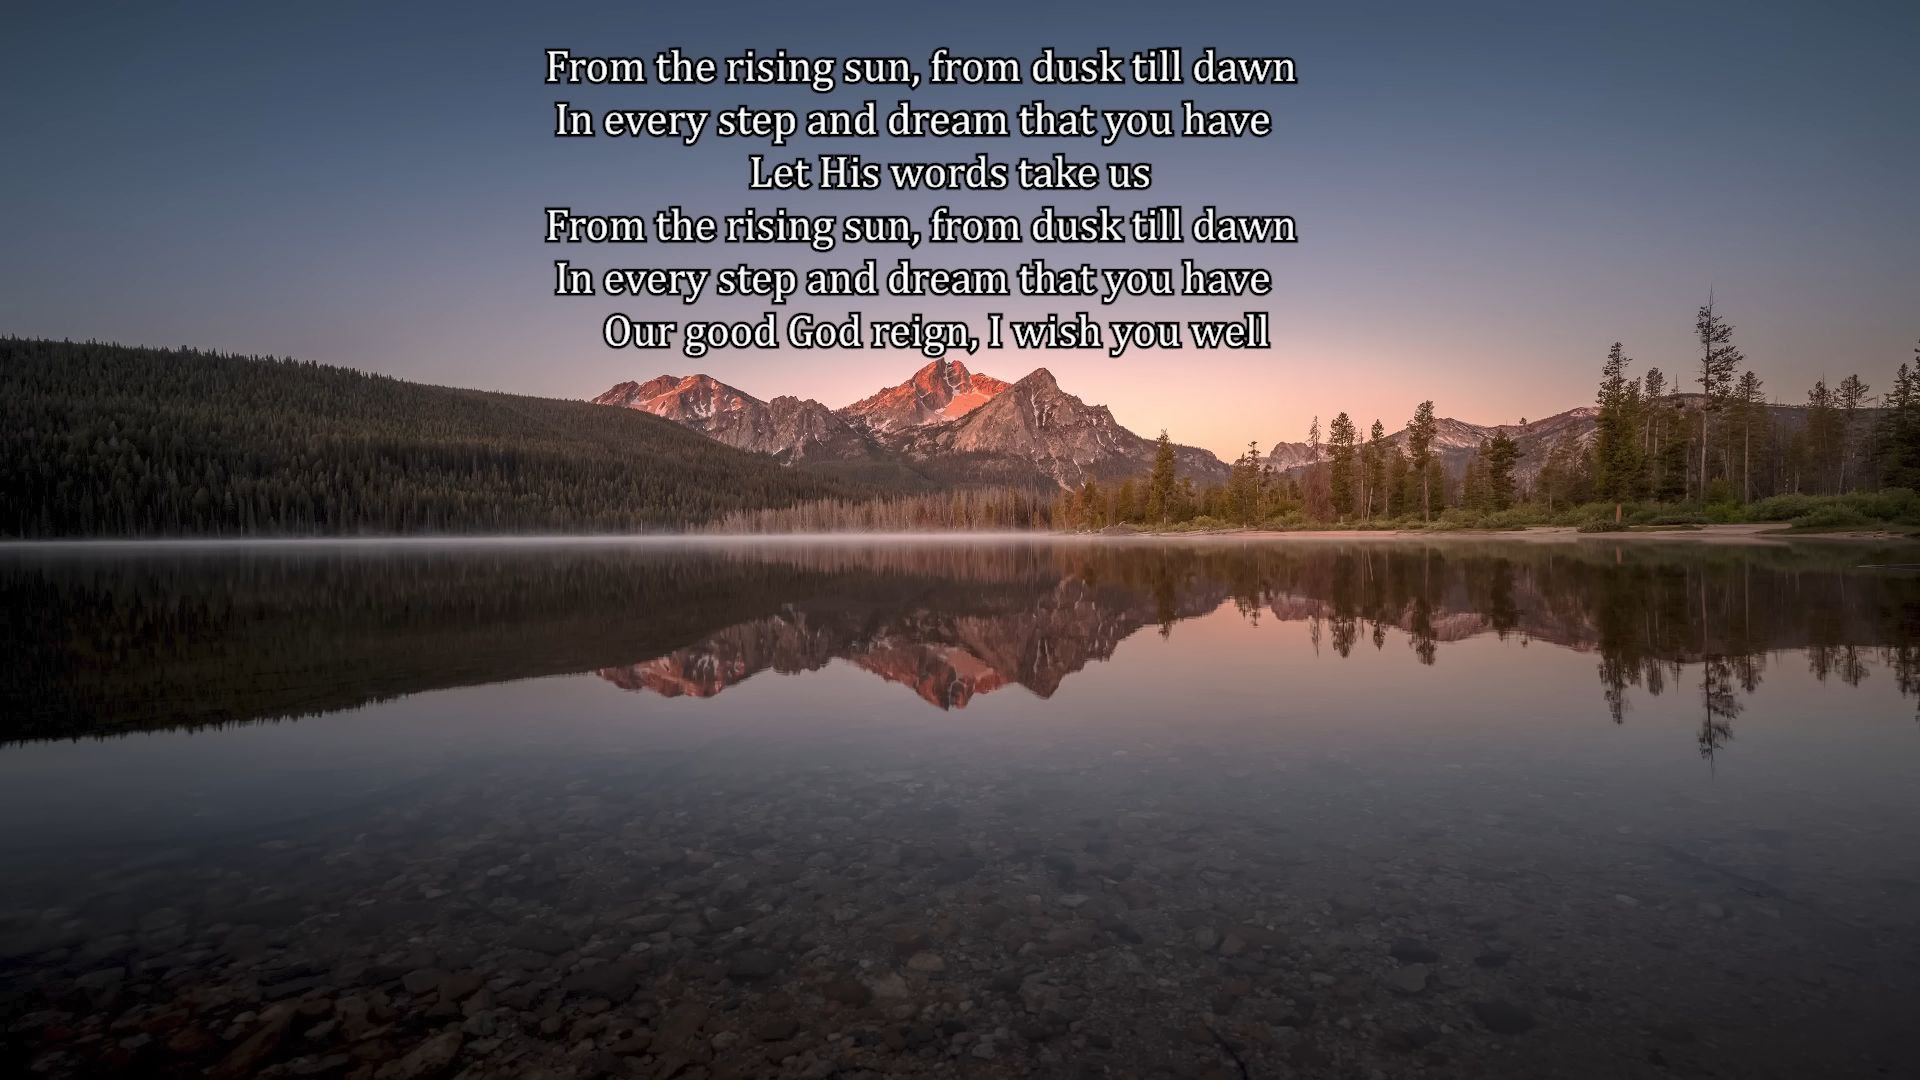 From the rising sun, from dusk till dawn
In every step and dream that you have
Let His words take us
From the rising sun, from dusk till dawn
In every step and dream that you have
Our good God reign, I wish you well